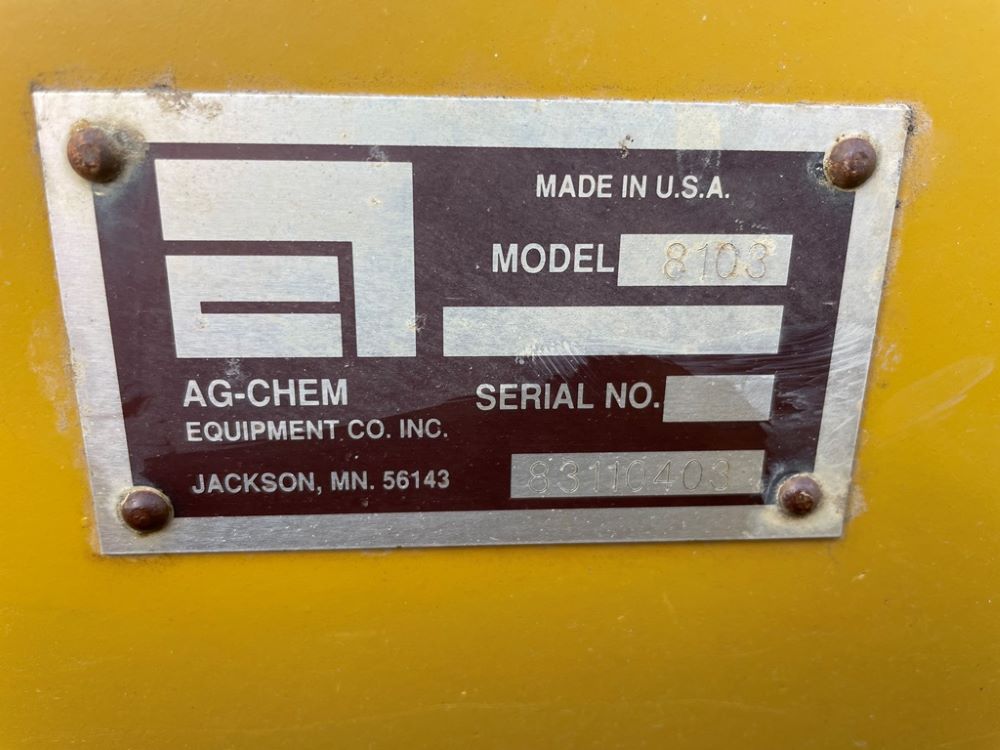 MADE IN U.S.A.
MODEL 8103
AG-CHEM
EQUIPMENT CO. INC.
JACKSON, MN. 56143
SERIAL NO.
83110403